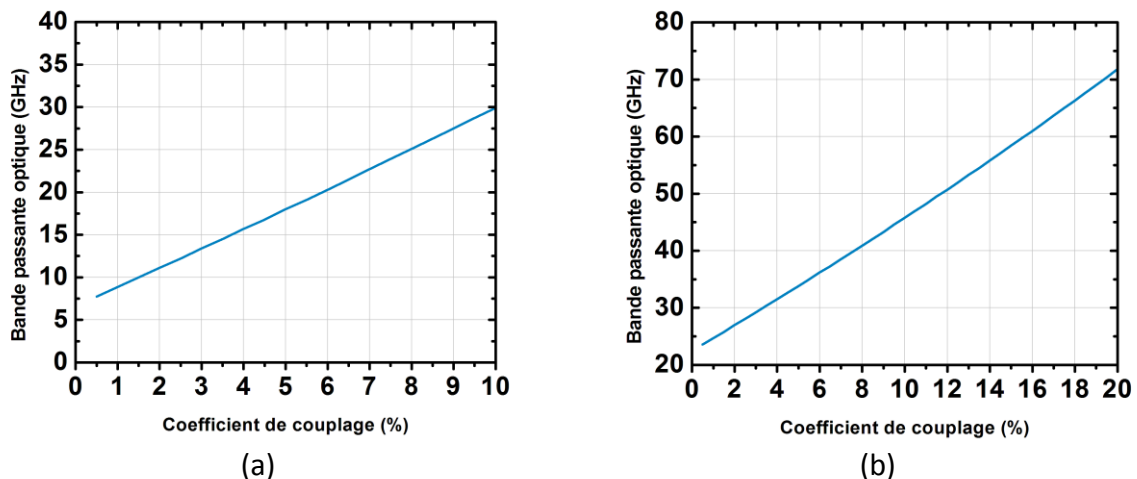 40
35
30
25
20
15
10
5
0
Bande passante optique (GHz)
0 1 2 3 4 5 6 7 8 9 10
Coefficient de couplage (%)
(a)
80
70
60
50
40
30
20
Bande passante optique (GHz)
0 2 4 6 8 10 12 14 16 18 20
Coefficient de couplage (%)
(b)